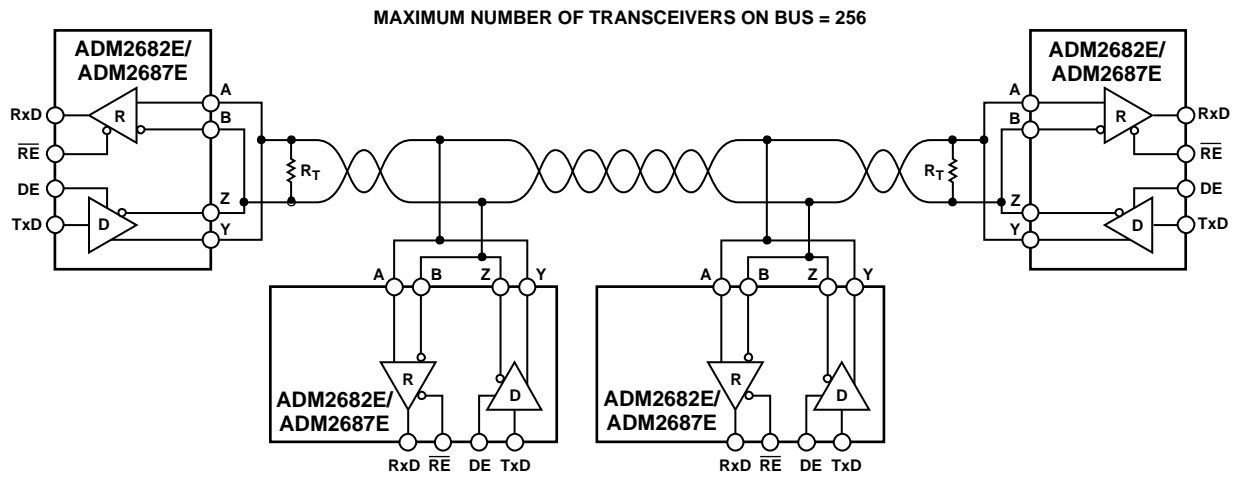 MAXIMUM NUMBER OF TRANSCEIVERS ON BUS = 256
ADM2682E/
ADM2687E
A
RxD
R
B
RE
DE
Z
TxD
D
Y
RT
RT
ADM2682E/
ADM2687E
A
R
RxD
B
RE
DE
Z
D
TxD
Y
A
B
Z
Y
R
D
ADM2682E/
ADM2687E
RxD
RE
DE
TxD
A
B
Z
Y
R
D
ADM2682E/
ADM2687E
RxD
RE
DE
TxD